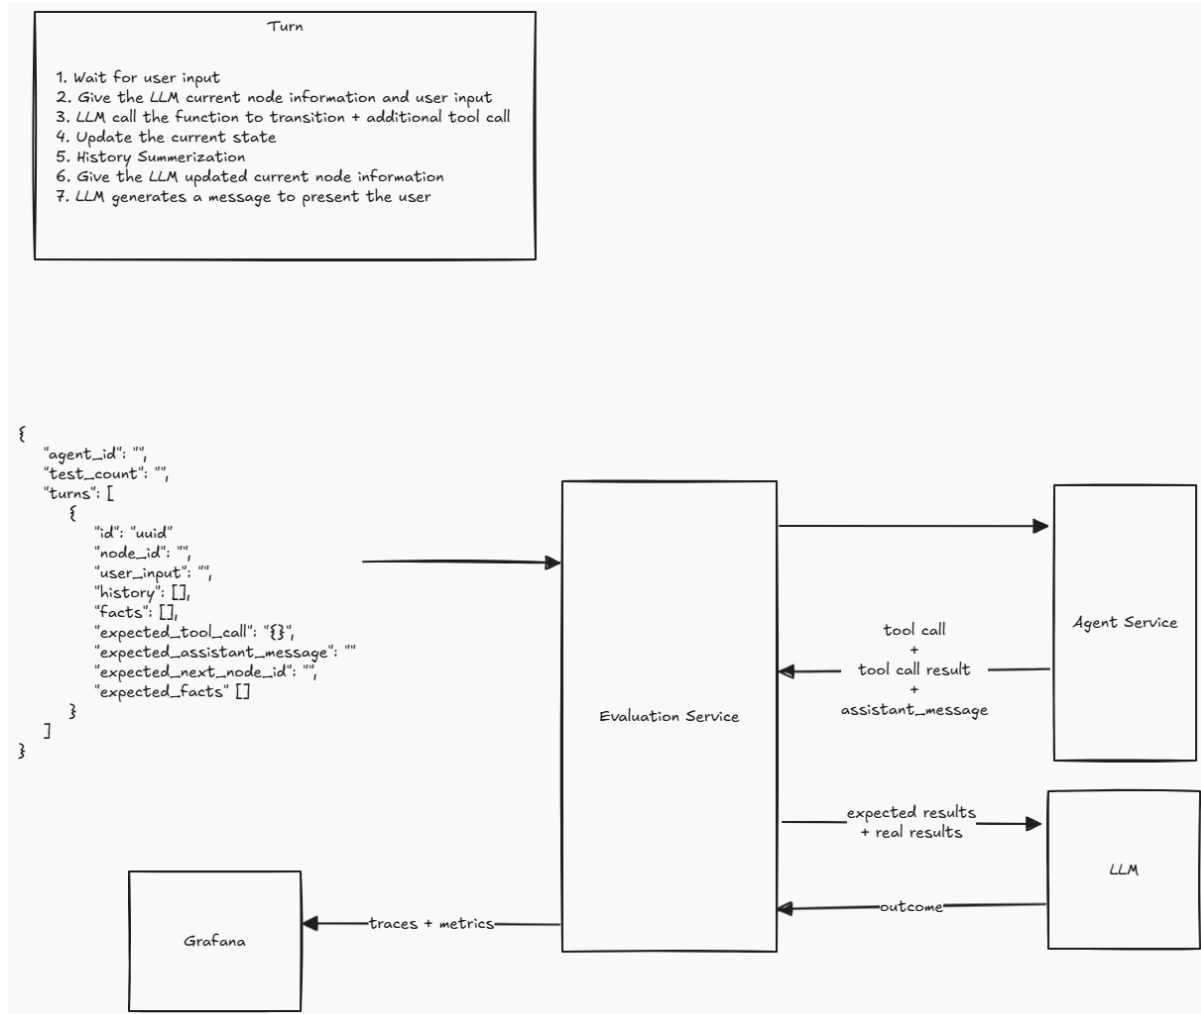 Turn
1. Wait for user input
2. Give the LLM current node information and user input
3. LLM call the function to transition + additional tool call
4. Update the current state
5. History Summerization
6. Give the LLM updated current node information
7. LLM generates a message to present the user
{
"agent_id": "",
"test_count": "",
"turns": [
{
"id": "uuid"
"node_id": "",
"user_input": "",
"history": [],
"facts": [],
"expected_tool_call": "{}",
"expected_assistant_message": ""
"expected_next_node_id": "",
"expected_facts" []
}
]
}
Evaluation Service
Agent Service
tool call
+
tool call result
+
assistant_message
expected results
+ real results
LLM
outcome
traces + metrics
Grafana